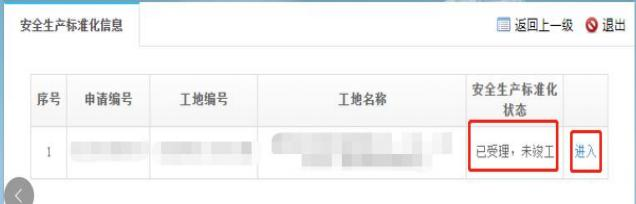 安全生产标准化信息 返回上一级 退出
序号 申请编号 工地编号 工地名称 安全生产标准化
状态
1 已受理，未竣工 进入